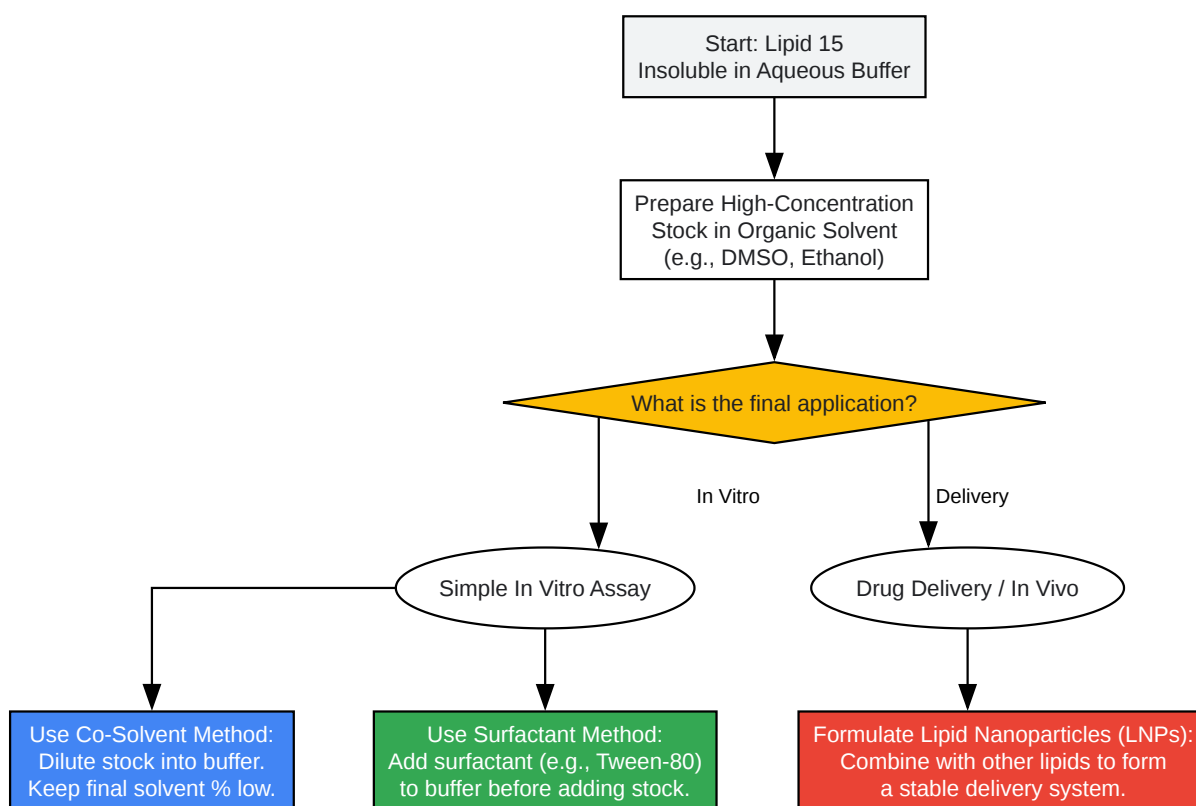 Start: Lipid 15
Insoluble in Aqueous Buffer
Prepare High-Concentration
Stock in Organic Solvent
(e.g., DMSO, Ethanol)
What is the final application?
In Vitro
Delivery
Simple In Vitro Assay
Drug Delivery / In Vivo
Use Co-Solvent Method:
Dilute stock into buffer.
Keep final solvent % low.
Use Surfactant Method:
Add surfactant (e.g., Tween-80)
to buffer before adding stock.
Formulate Lipid Nanoparticles (LNPs):
Combine with other lipids to form
a stable delivery system.